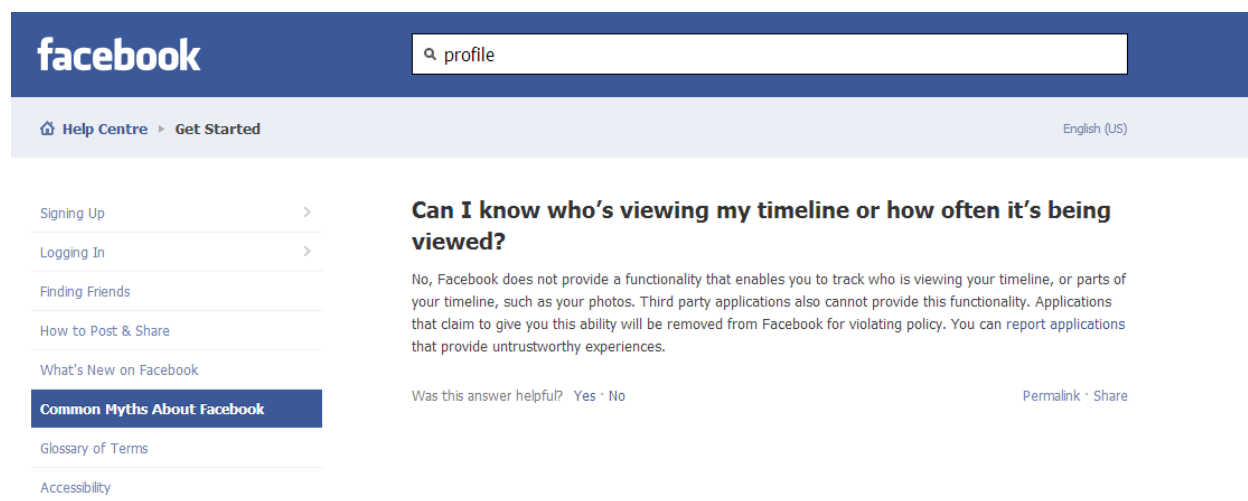 facebook
profile
Help Centre Get Started
English (US)
Signing Up
Logging In
Finding Friends
How to Post & Share
What's New on Facebook
Common Myths About Facebook
Glossary of Terms
Accessibility
Can I know who's viewing my timeline or how often it's being
viewed?
No, Facebook does not provide a functionality that enables you to track who is viewing your timeline, or parts of
your timeline, such as your photos. Third party applications also cannot provide this functionality. Applications
that claim to give you this ability will be removed from Facebook for violating policy. You can report applications
that provide untrustworthy experiences.
Was this answer helpful? Yes · No
Permalink · Share